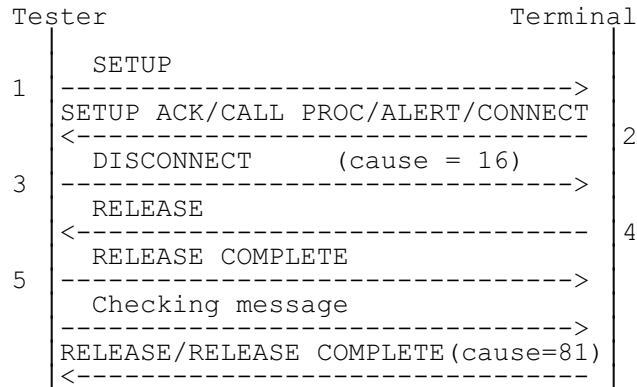 Tester Terminal
SETUP
1 -------------------------------->
SETUP ACK/CALL PROC/ALERT/CONNECT
<--------------------------------- 2
DISCONNECT (cause = 16)
3 -------------------------------->
RELEASE
<--------------------------------- 4
RELEASE COMPLETE
5 -------------------------------->
Checking message
-------------------------------->
RELEASE/RELEASE COMPLETE(cause=81)
<---------------------------------